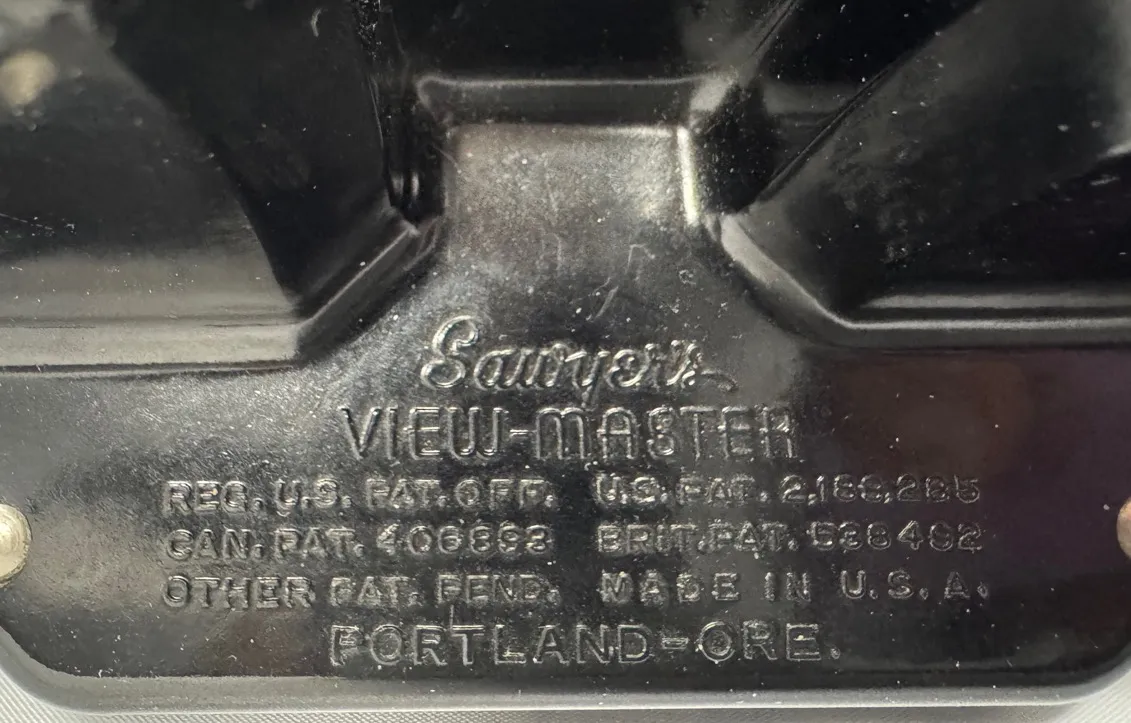 Sawyer's
VIEW-MASTER
REG. U.S. PAT. OFF. U.S. PAT. 2,189,285
CAN. PAT. 406693 BRIT. PAT. 538492
OTHER PAT. PEND. MADE IN U.S.A.
PORTLAND-ORE.